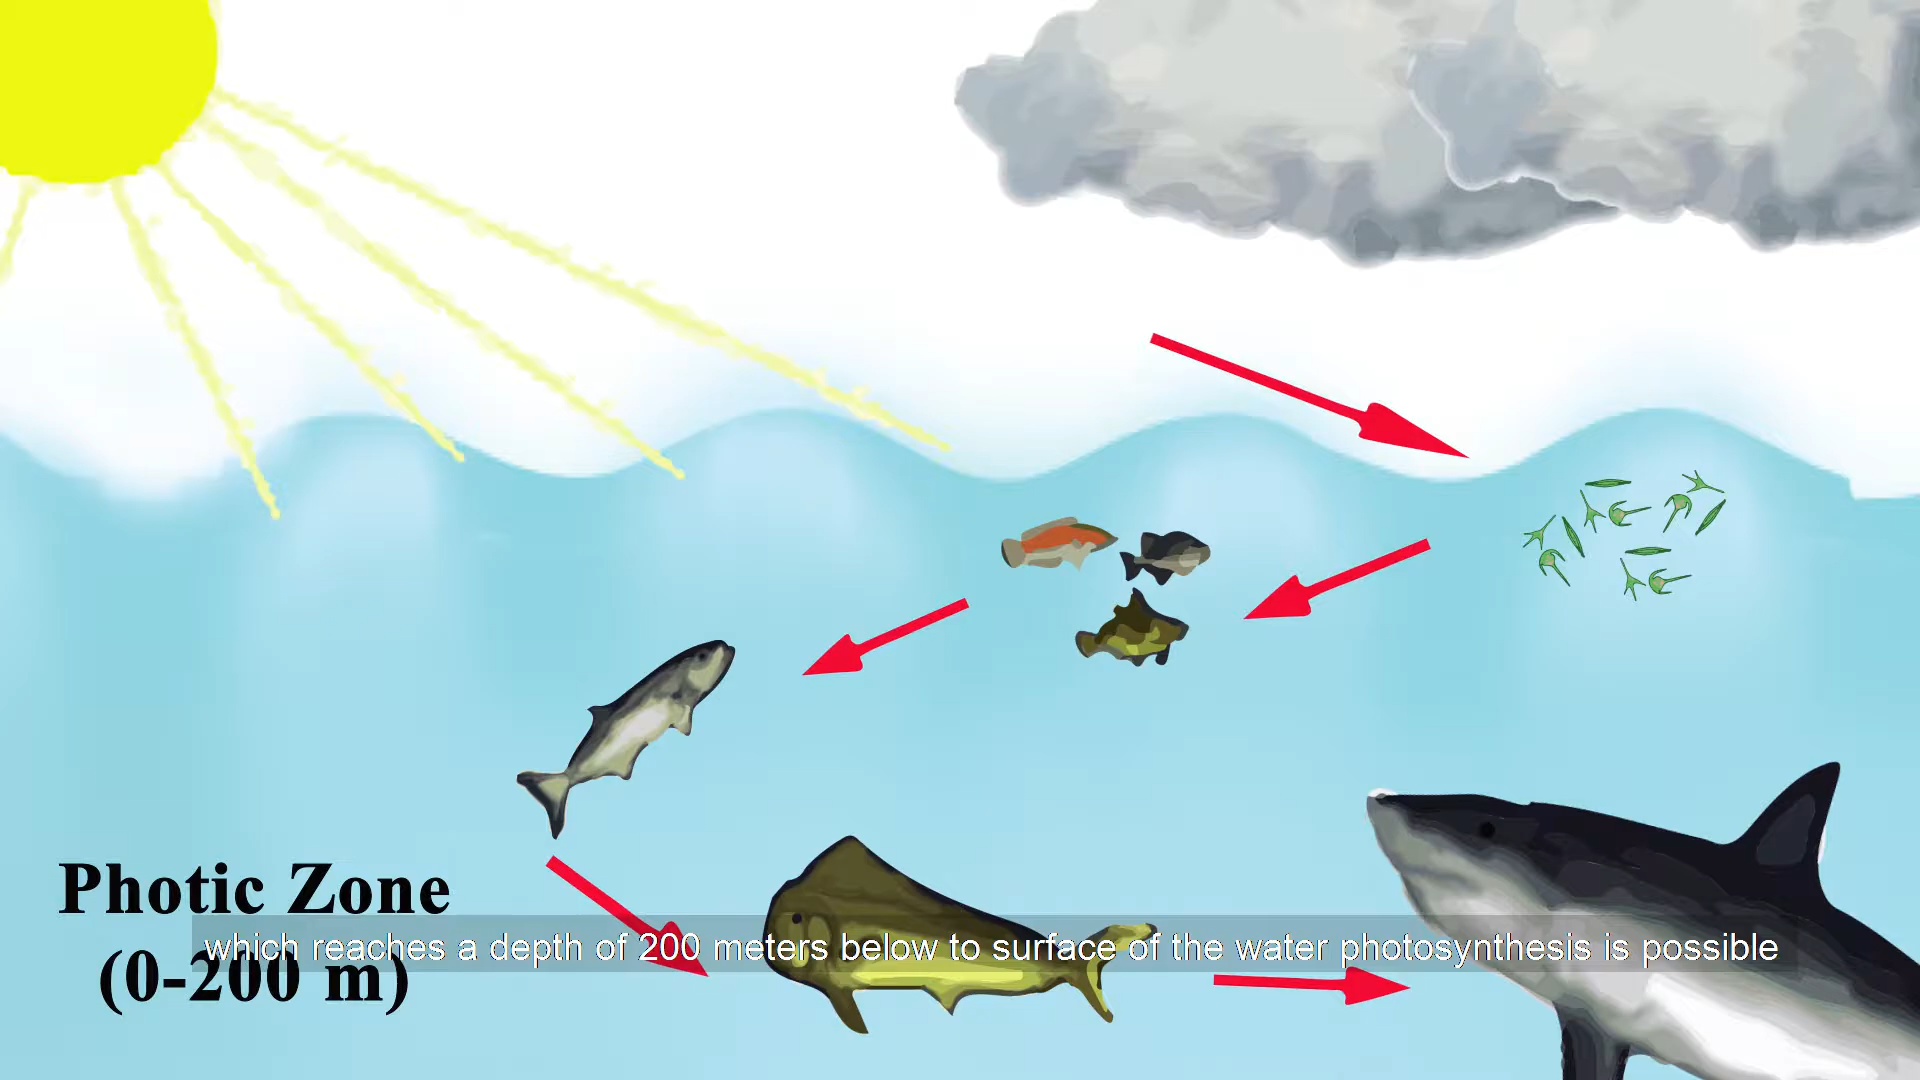 Photic Zone
(0-200 m)
which reaches a depth of 200 meters below to surface of the water photosynthesis is possible